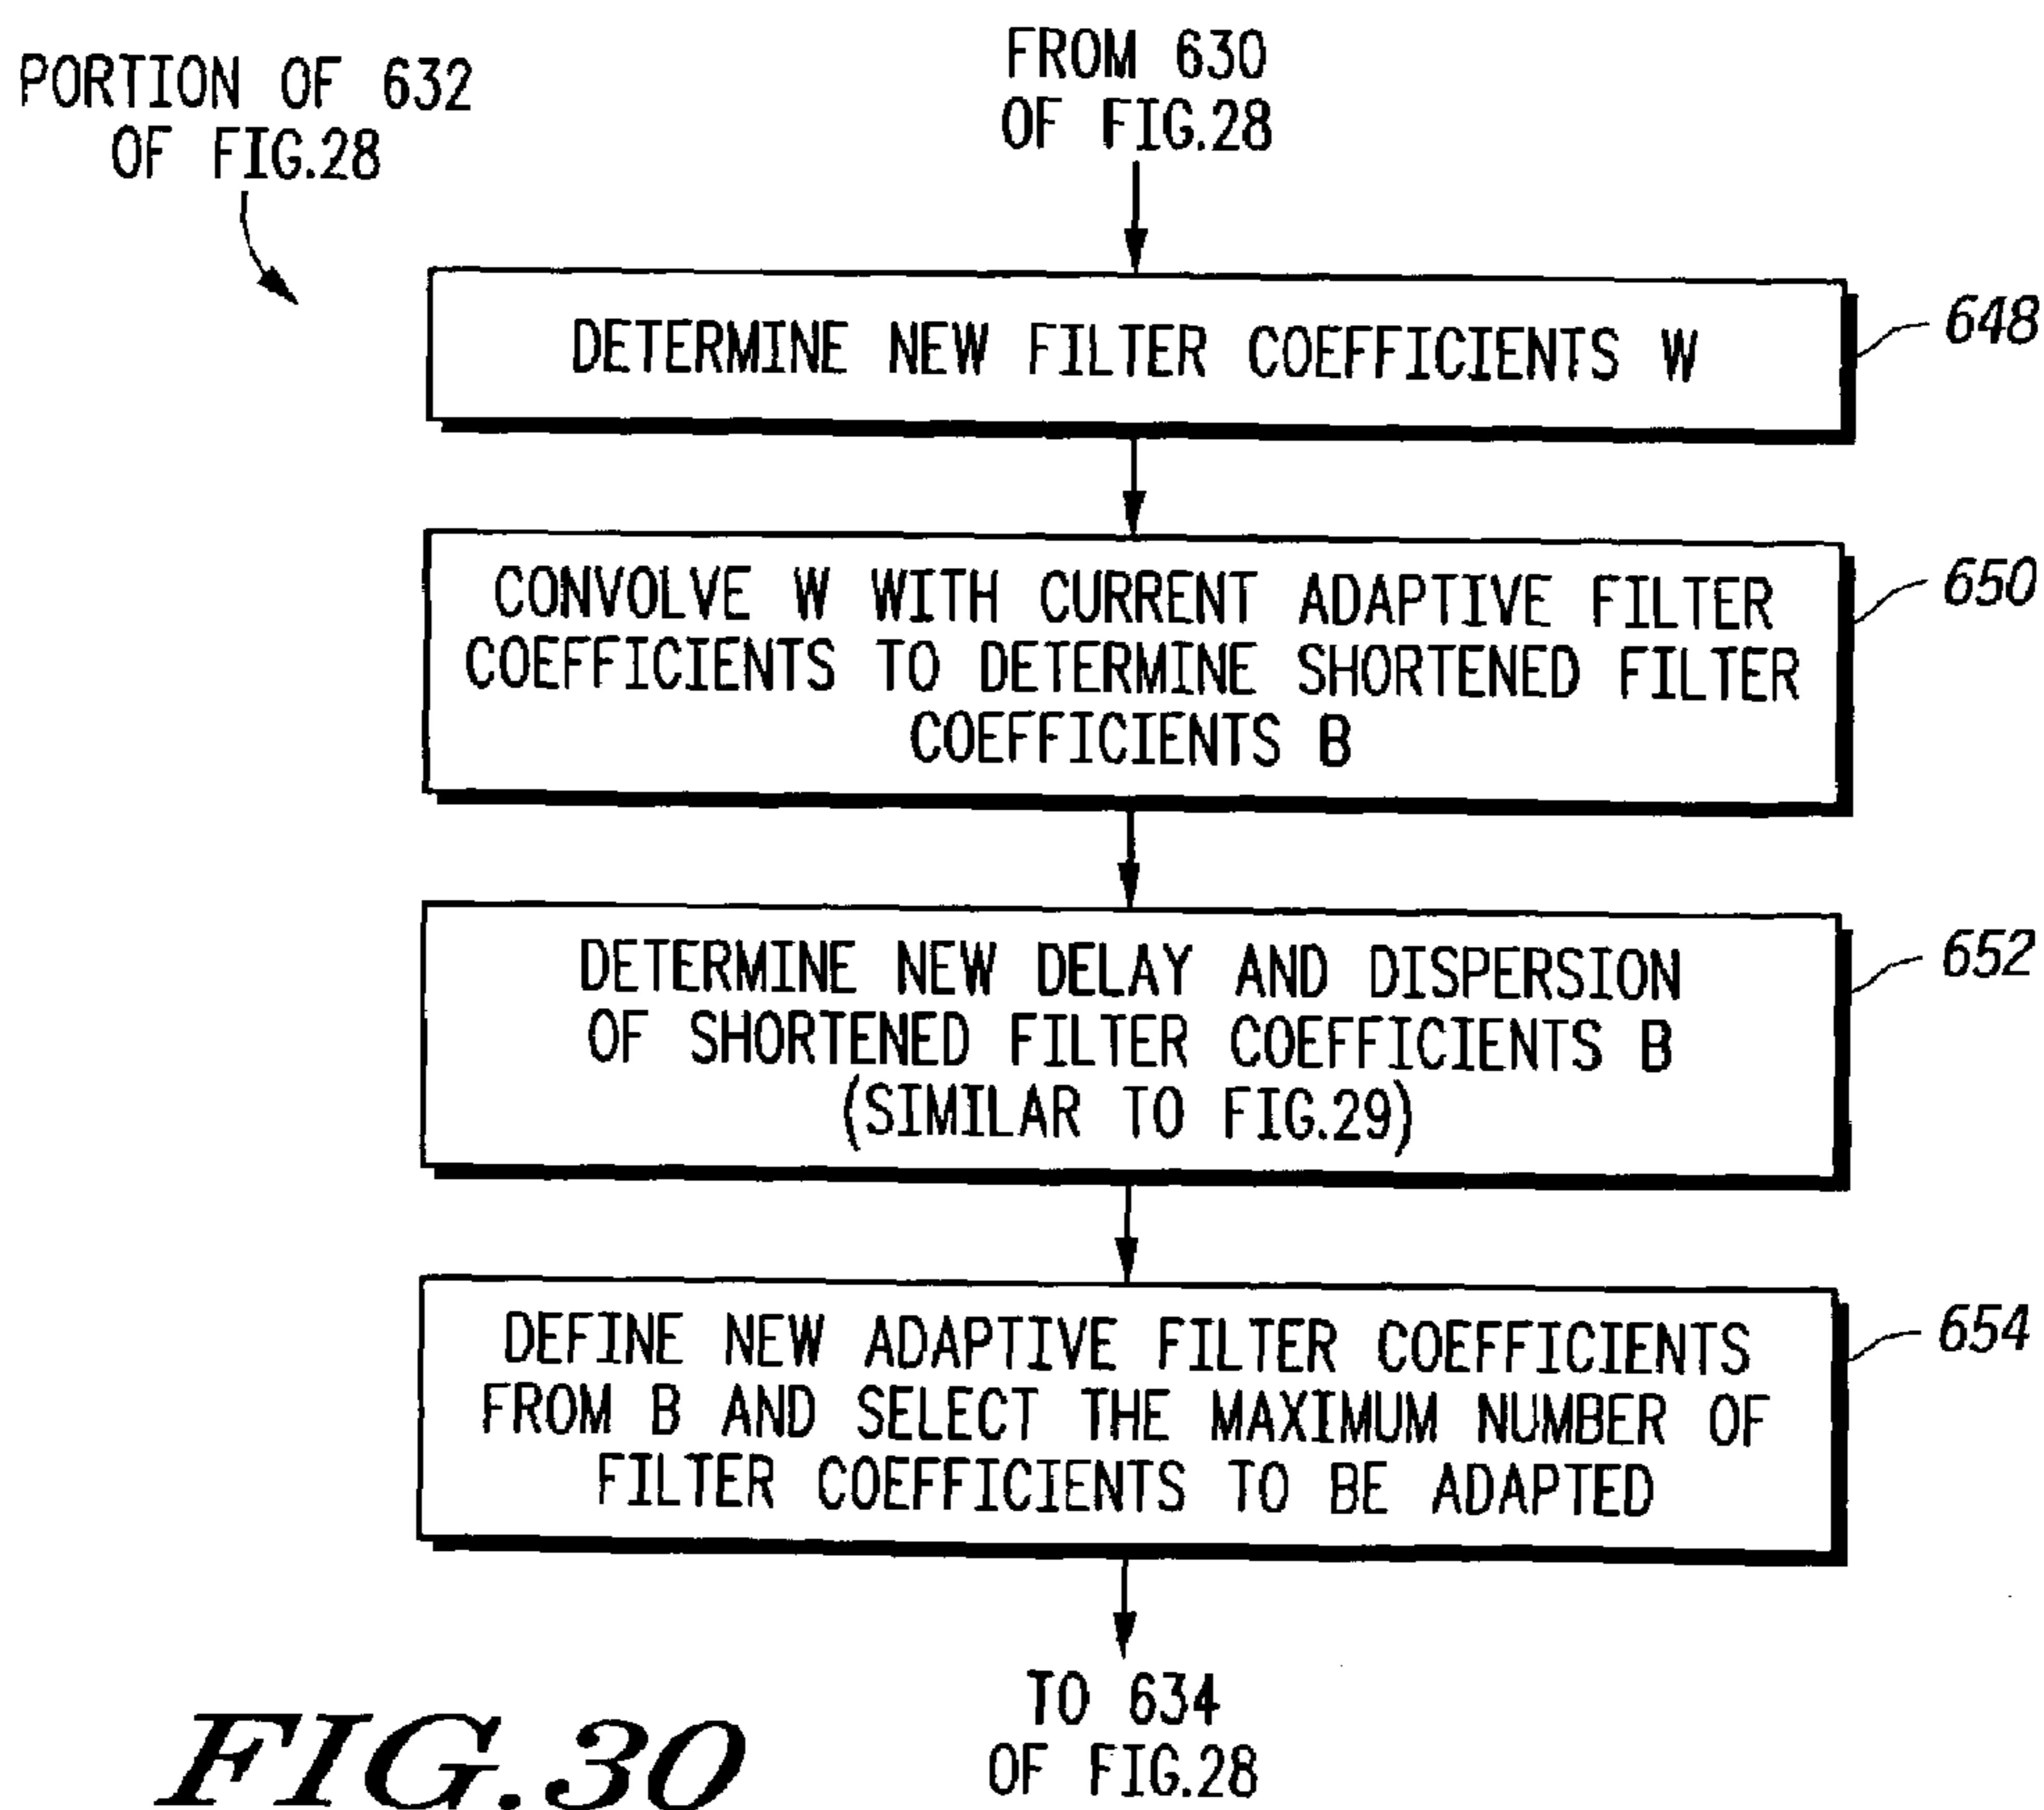 PORTION OF 632
OF FIG.28
FROM 630
OF FIG.28
DETERMINE NEW FILTER COEFFICIENTS W
648
CONVOLVE W WITH CURRENT ADAPTIVE FILTER
COEFFICIENTS TO DETERMINE SHORTENED FILTER
COEFFICIENTS B
650
DETERMINE NEW DELAY AND DISPERSION
OF SHORTENED FILTER COEFFICIENTS B
(SIMILAR TO FIG.29)
652
DEFINE NEW ADAPTIVE FILTER COEFFICIENTS
FROM B AND SELECT THE MAXIMUM NUMBER OF
FILTER COEFFICIENTS TO BE ADAPTED
654
TO 634
OF FIG.28
FIG.30